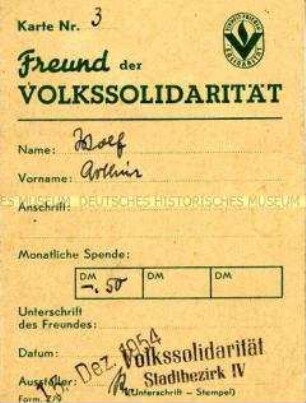 Karte Nr. 3
Freund der
VOLKSSOLIDARITÄT
Name: Wolf
Vorname: Arthur
MUSEUM DEUTSCHES HISTORISCHES MUSEUM
Anschrift:
Monatliche Spende:
DM DM DM
-.50
Unterschrift
des Freundes:
Datum: Dez. 1954
Volkssolidarität
Stadtbezirk IV
Aussteller: (Unterschrift - Stempel)
Form. Z/9